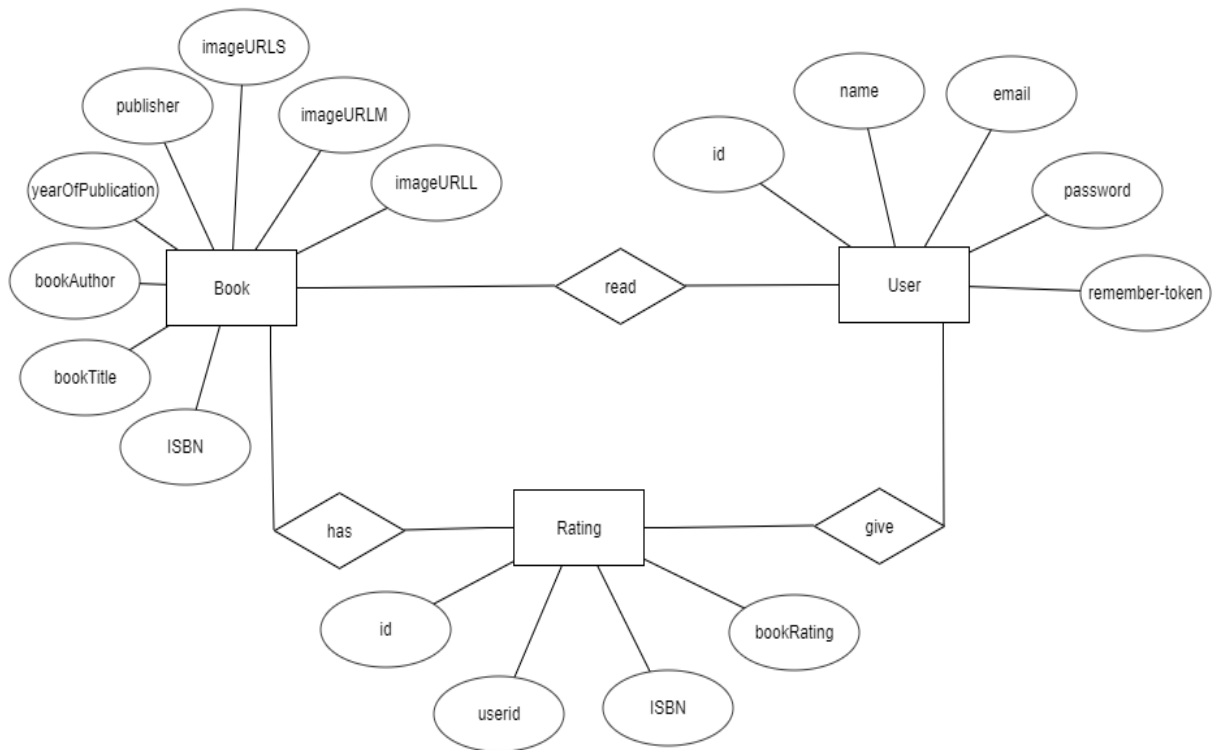 imageURLS
publisher
imageURLM
imageURLL
yearOfPublication
bookAuthor
Book
bookTitle
ISBN
read
name
email
id
password
User
remember-token
has
Rating
give
id
bookRating
userid
ISBN